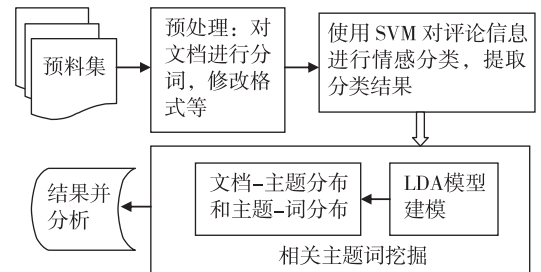 预料集
预处理：对
文档进行分
词，修改格
式等
使用 SVM 对评论信息
进行情感分类，提取
分类结果
LDA模型
建模
文档-主题分布
和主题-词分布
相关主题词挖掘
结果并
分析